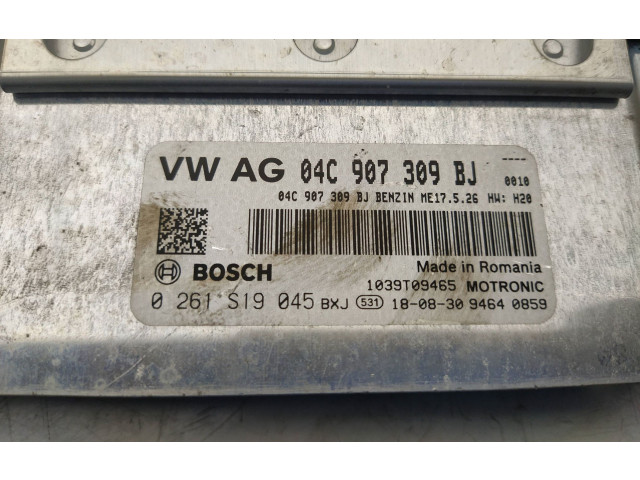 VW AG 04C 907 309 BJ ---- 0010
04C 907 309 BJ BENZIN ME17.5.26 HW: H20
BOSCH
Made in Romania
1039T09465 MOTRONIC
0 261 S19 045 BXJ 531 18-08-30 9464 0859